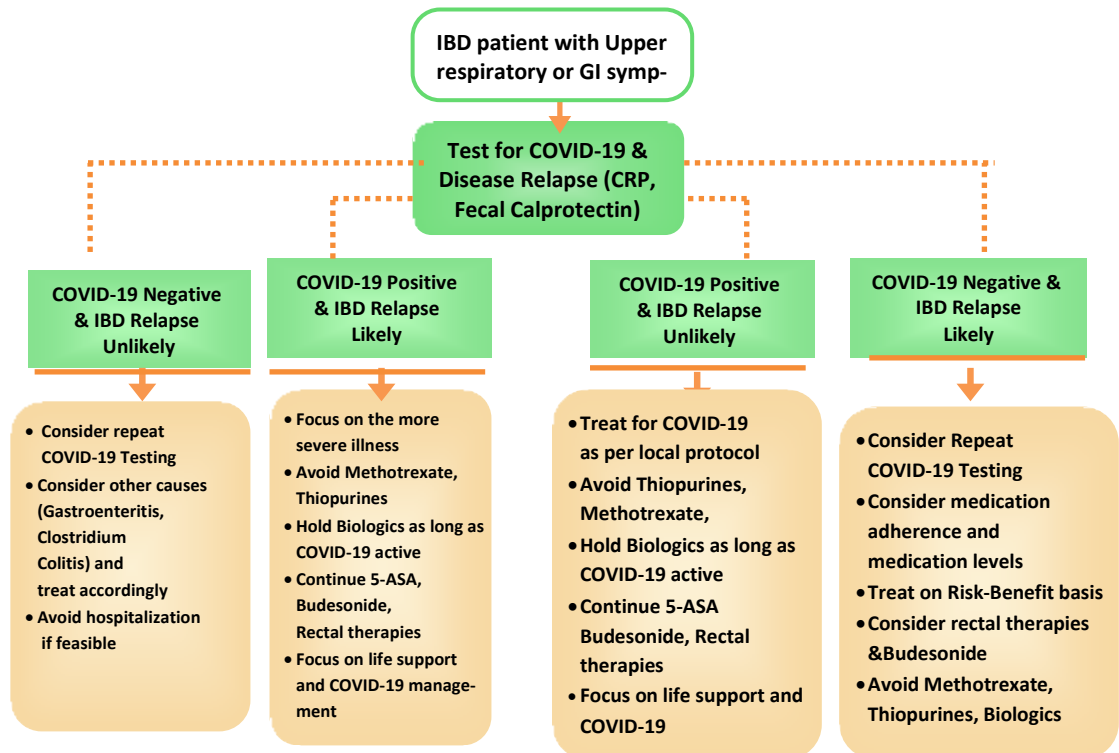 IBD patient with Upper
respiratory or GI symp-
Test for COVID-19 &
Disease Relapse (CRP,
Fecal Calprotectin)
COVID-19 Negative
& IBD Relapse
Unlikely
• Consider repeat
COVID-19 Testing
• Consider other causes
(Gastroenteritis,
Clostridium
Colitis) and
treat accordingly
• Avoid hospitalization
if feasible
COVID-19 Positive
& IBD Relapse
Likely
• Focus on the more
severe illness
• Avoid Methotrexate,
Thiopurines
• Hold Biologics as long as
COVID-19 active
• Continue 5-ASA,
Budesonide,
Rectal therapies
• Focus on life support
and COVID-19 manage-
ment
COVID-19 Positive
& IBD Relapse
Unlikely
• Treat for COVID-19
as per local protocol
• Avoid Thiopurines,
Methotrexate,
• Hold Biologics as long as
COVID-19 active
• Continue 5-ASA
Budesonide, Rectal
therapies
• Focus on life support and
COVID-19
COVID-19 Negative &
IBD Relapse
Likely
• Consider Repeat
COVID-19 Testing
• Consider medication
adherence and
medication levels
• Treat on Risk-Benefit basis
• Consider rectal therapies
&Budesonide
• Avoid Methotrexate,
Thiopurines, Biologics